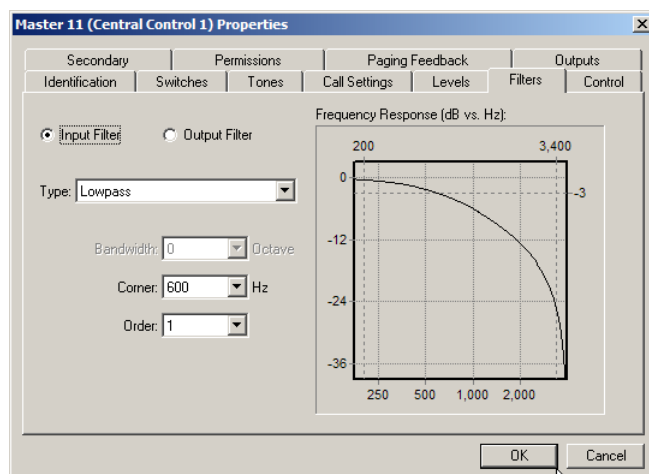 Master 11 (Central Control 1) Properties
Secondary Permissions Paging Feedback Outputs
Identification Switches Tones Call Settings Levels Filters Control
Input Filter Output Filter
Frequency Response (dB vs. Hz):
200 3,400
Type: Lowpass
0
-3
Bandwidth: 0 Octave
-12
Corner: 600 Hz
-24
Order: 1
-36
250 500 1,000 2,000
OK Cancel